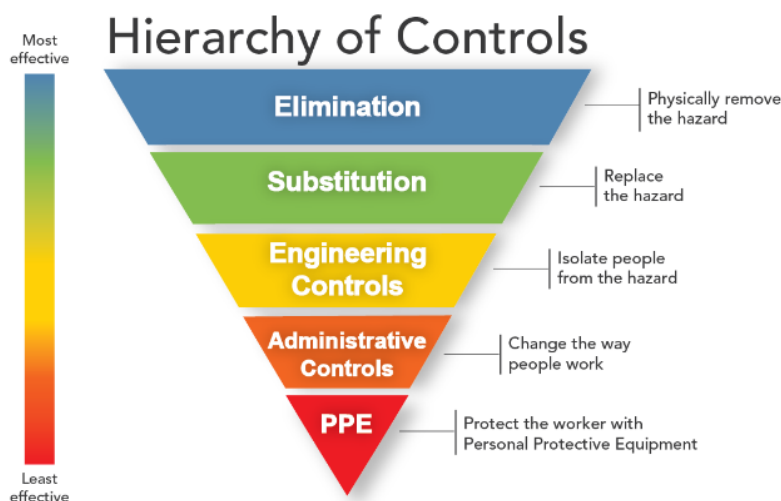 Hierarchy of Controls
Most
effective
Elimination
Physically remove
the hazard
Substitution
Replace
the hazard
Engineering
Controls
Isolate people
from the hazard
Administrative
Controls
Change the way
people work
PPE
Protect the worker with
Personal Protective Equipment
Least
effective